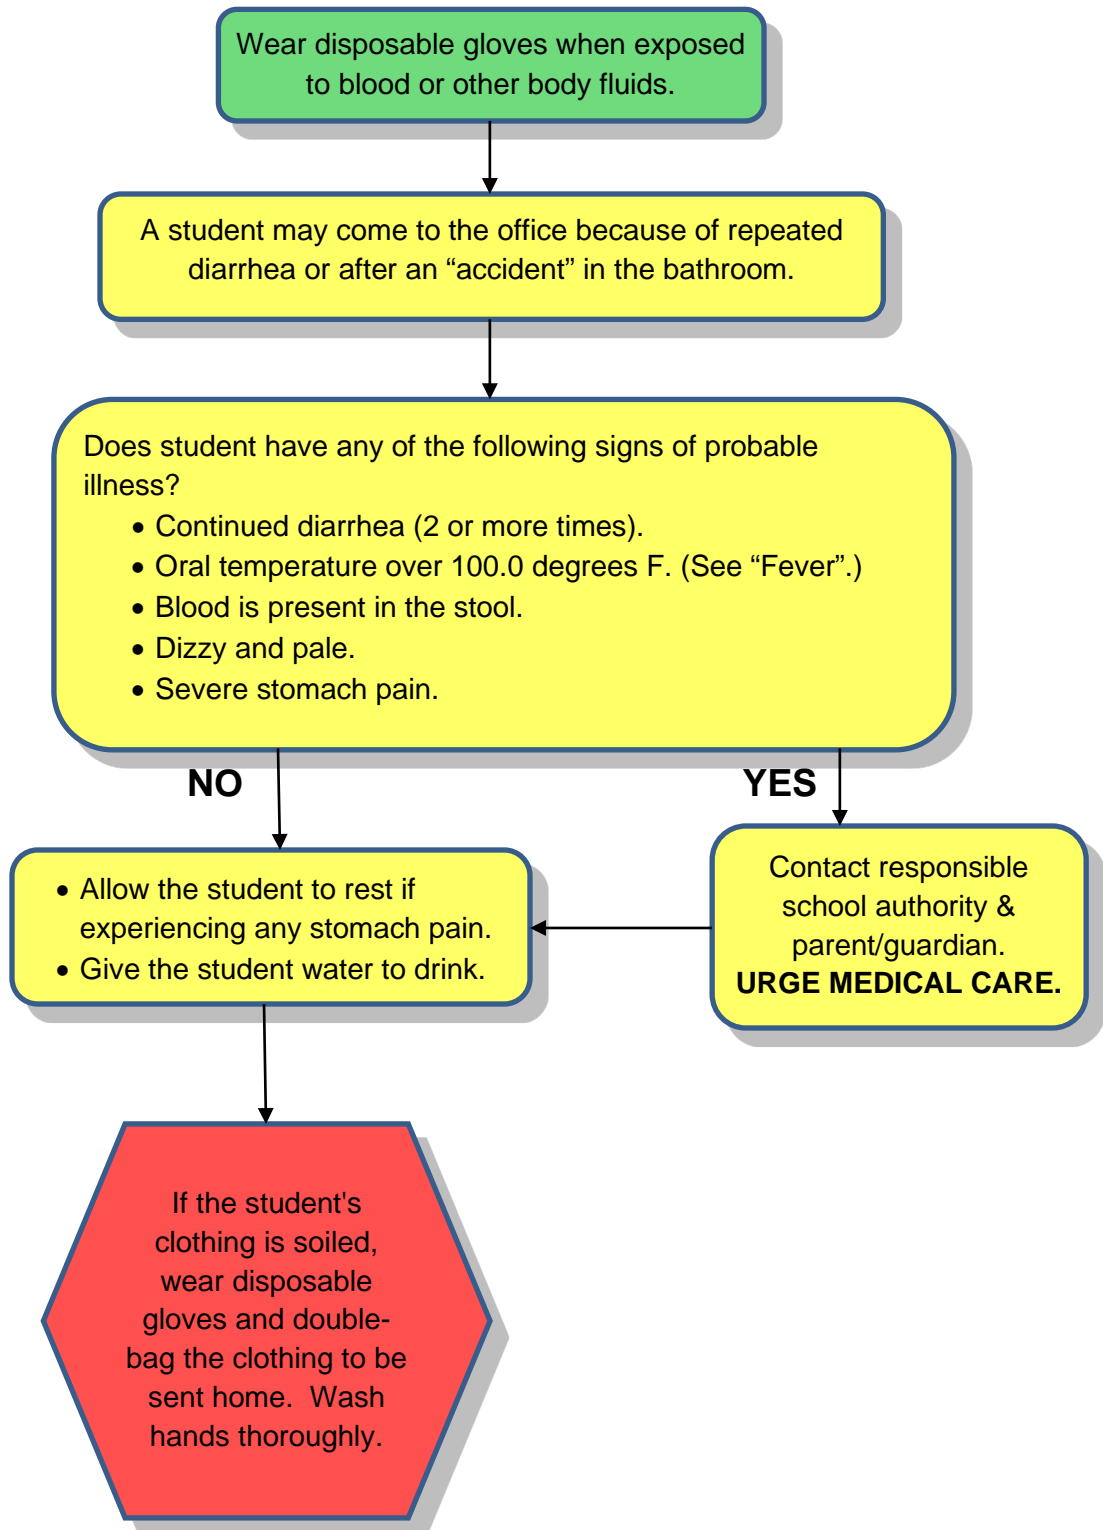 Wear disposable gloves when exposed
to blood or other body fluids.
A student may come to the office because of repeated
diarrhea or after an “accident” in the bathroom.
Does student have any of the following signs of probable
illness?
• Continued diarrhea (2 or more times).
• Oral temperature over 100.0 degrees F. (See “Fever”.)
• Blood is present in the stool.
• Dizzy and pale.
• Severe stomach pain.
NO
YES
• Allow the student to rest if
experiencing any stomach pain.
• Give the student water to drink.
Contact responsible
school authority &
parent/guardian.
URGE MEDICAL CARE.
If the student's
clothing is soiled,
wear disposable
gloves and double-
bag the clothing to be
sent home.  Wash
hands thoroughly.